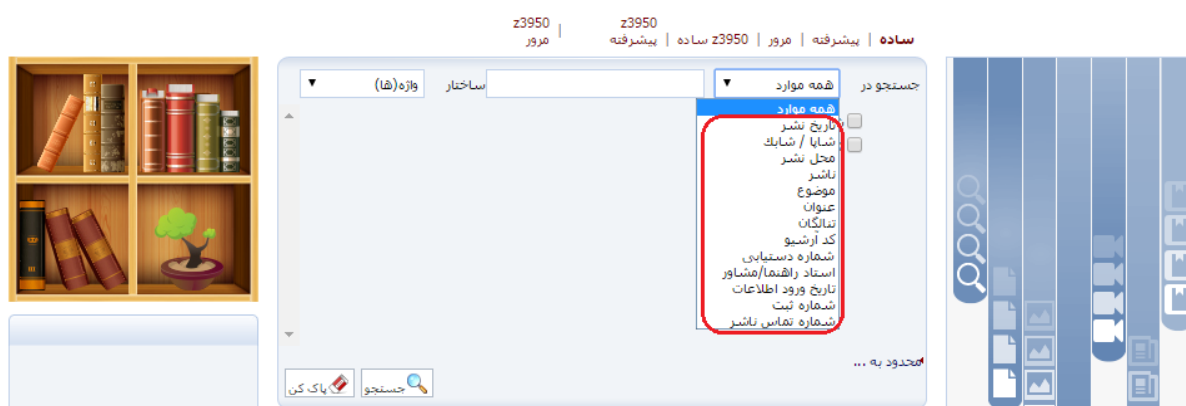 ساده | پیشرفته | مرور | z3950 ساده | z3950 پیشرفته | z3950 مرور
جستجو در همه موارد ساختار واژه(ها)
همه موارد
تاریخ نشر
شاپا / شابک
محل نشر
ناشر
موضوع
عنوان
تنالگان
کد آرشیو
شماره دستیابی
استاد راهنما/مشاور
تاریخ ورود اطلاعات
شماره ثبت
شماره تماس ناشر
محدود به ...
جستجو پاک کن